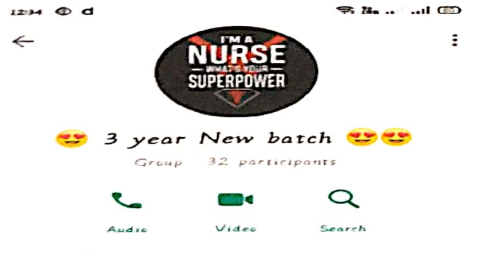 12:34
I'M A
NURSE
WHAT'S YOUR
SUPERPOWER
😍 3 year New batch 😍😍
Group 32 participants
Audio Video Search